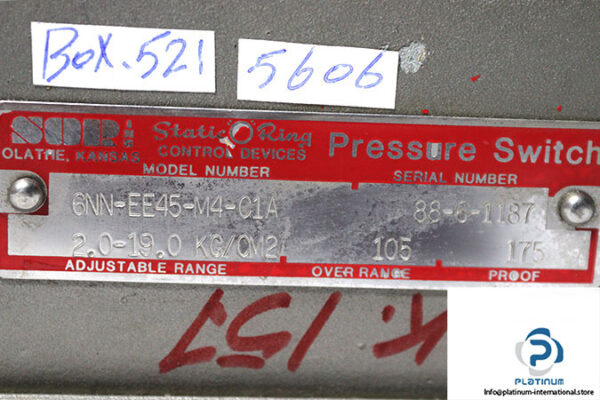 BOX.521
5606
SOR INC
Static O Ring
Pressure Switch
OLATHE, KANSAS
CONTROL DEVICES
MODEL NUMBER
SERIAL NUMBER
6NN-EE45-M4-C1A
88-6-1187
2.0-19.0 KG/CM2
105
175
ADJUSTABLE RANGE
OVER RANGE
PROOF
K.157
PLATINUM
Info@platinum-international.store